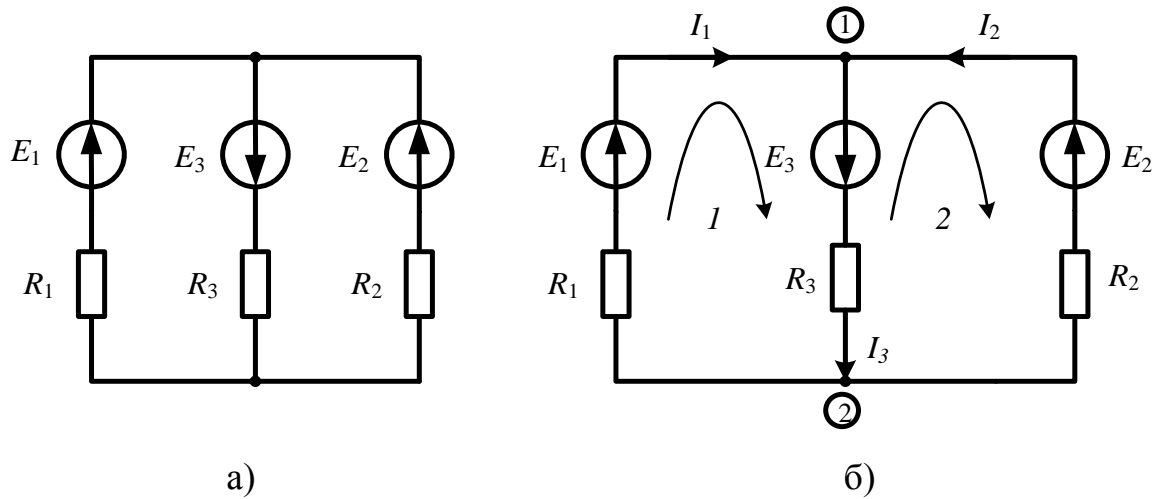 I1 1 I2
E1 E3 E2 E1 E3 E2
1 2
R1 R3 R2 R1 R3 R2
I3
2
а) б)